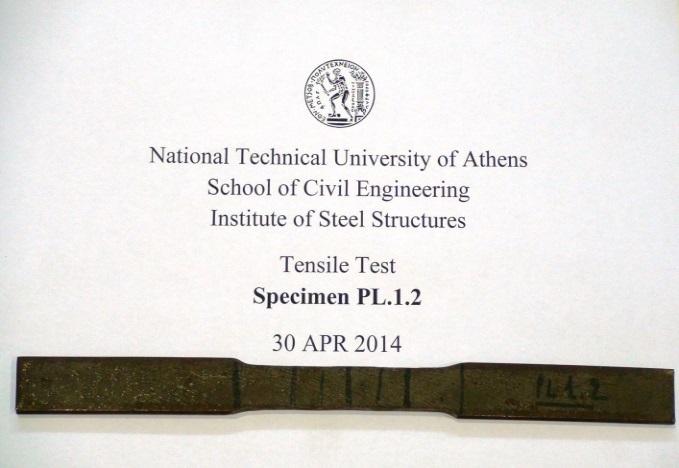 National Technical University of Athens
School of Civil Engineering
Institute of Steel Structures
Tensile Test
Specimen PL.1.2
30 APR 2014
PL.1.2